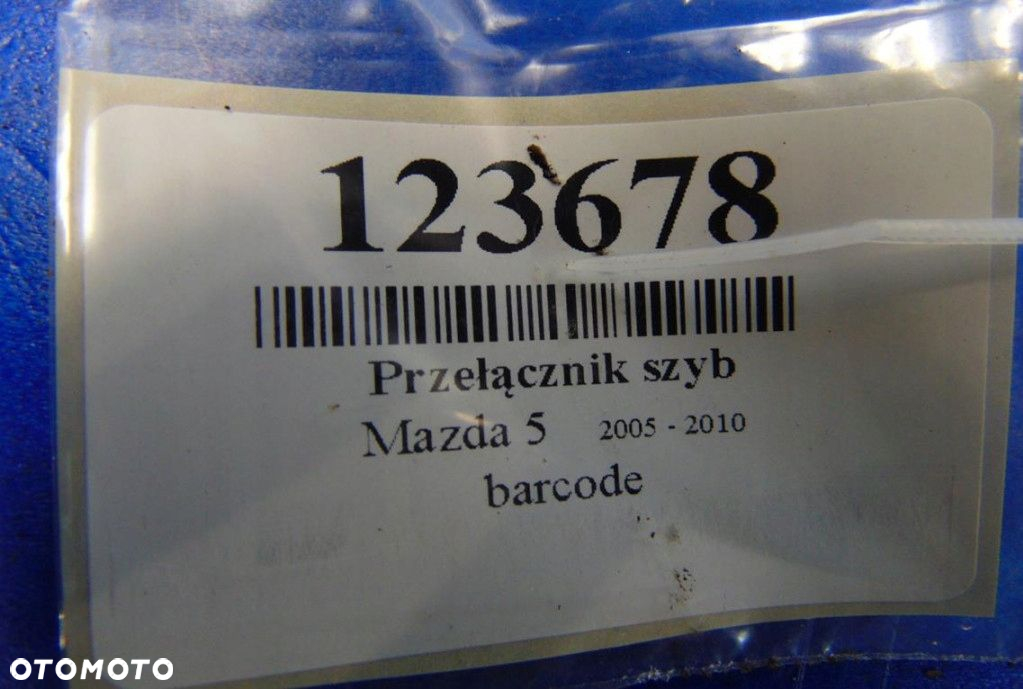 123678
Przełącznik szyb
Mazda 5 2005 - 2010
barcode
OTOMOTO